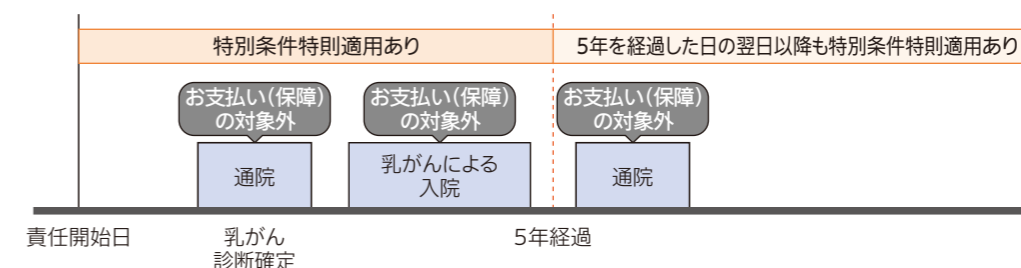 特別条件特則適用あり
5年を経過した日の翌日以降も特別条件特則適用あり
お支払い(保障)
の対象外
お支払い(保障)
の対象外
お支払い(保障)
の対象外
通院
乳がんによる
入院
通院
責任開始日
乳がん
診断確定
5年経過